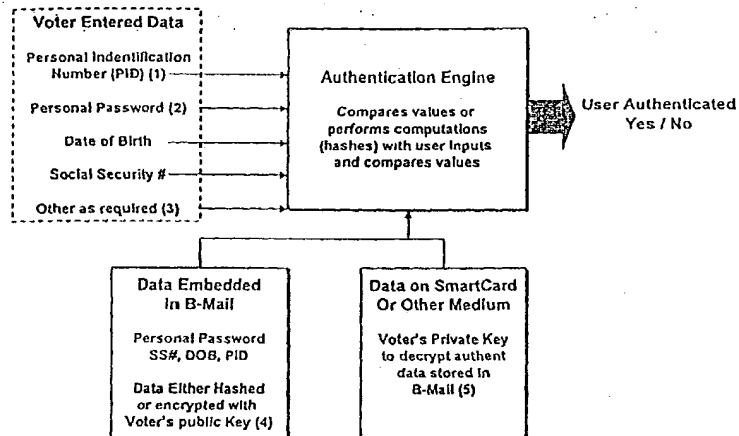 Voter Entered Data
Personal Indentification
Number (PID) (1)
Personal Password (2)
Date of Birth
Social Security #
Other as required (3)
Authentication Engine
Compares values or
performs computations
(hashes) with user inputs
and compares values
User Authenticated
Yes / No
Data Embedded
in B-Mail
Personal Password
SS#, DOB, PID
Data Either Hashed
or encrypted with
Voter's public Key (4)
Data on SmartCard
Or Other Medium
Voter's Private Key
to decrypt authent
data stored in
B-Mail (5)